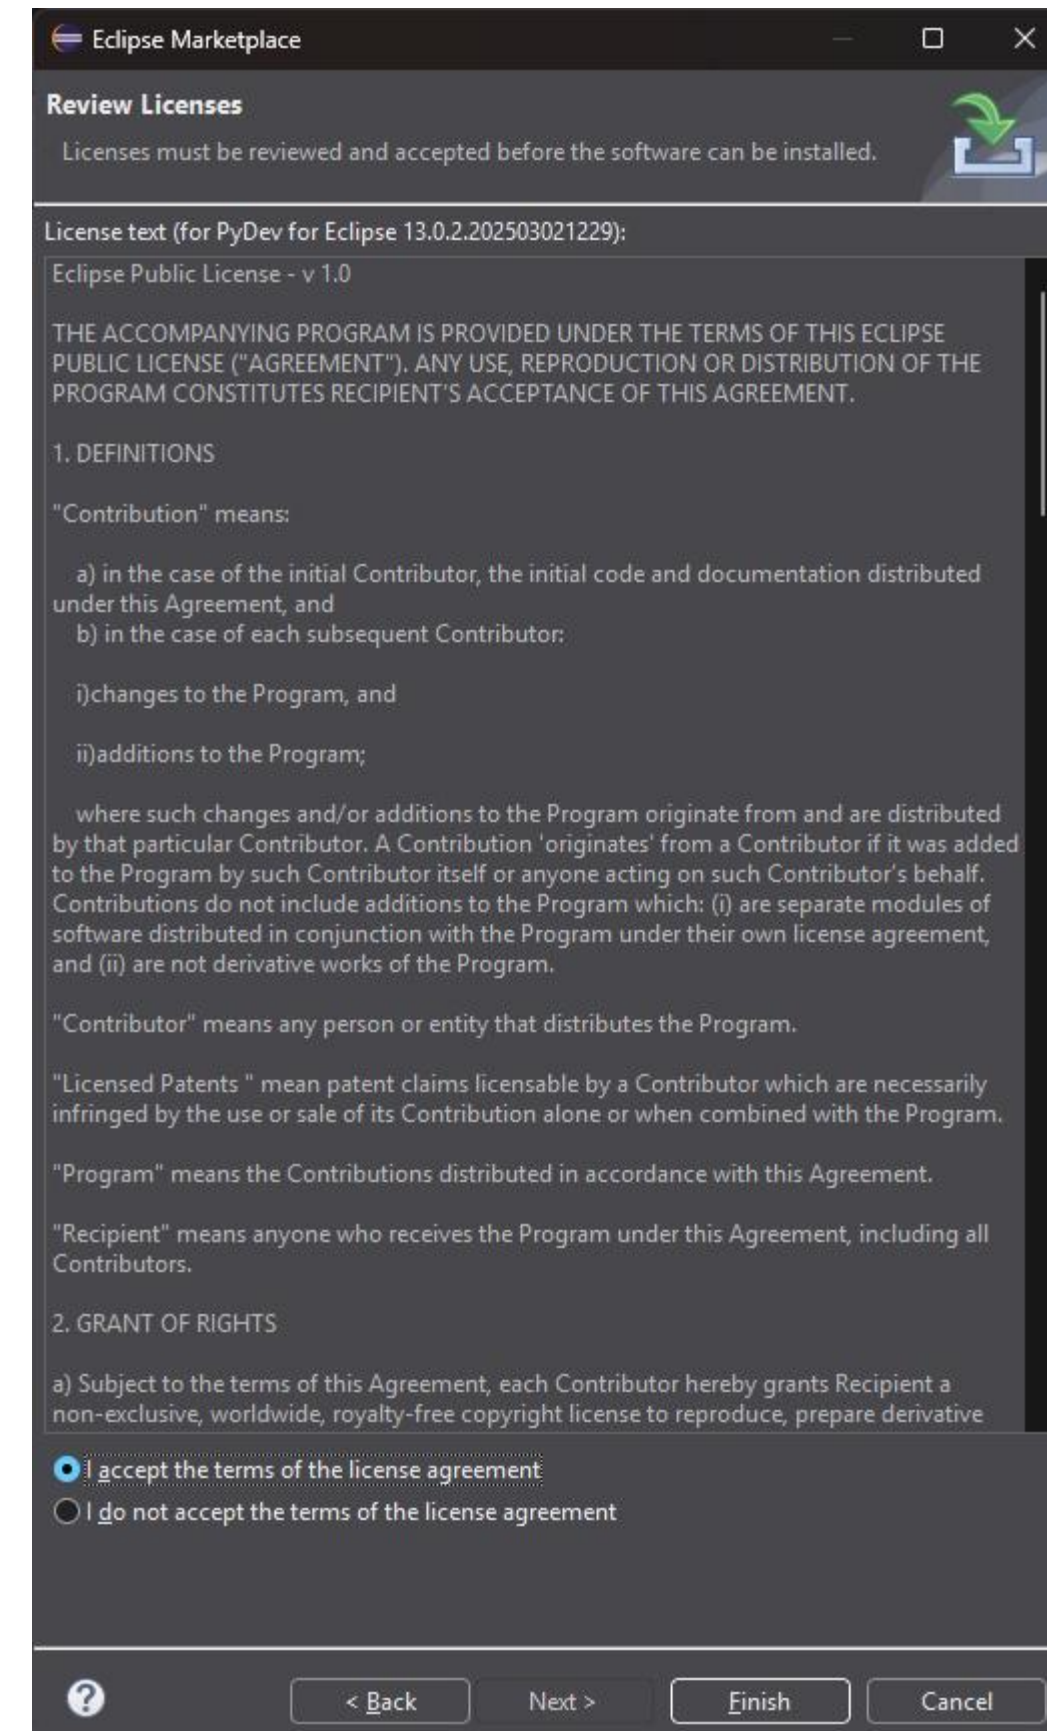 Eclipse Marketplace
Review Licenses
Licenses must be reviewed and accepted before the software can be installed.
License text (for PyDev for Eclipse 13.0.2.202503021229):
Eclipse Public License - v 1.0
THE ACCOMPANYING PROGRAM IS PROVIDED UNDER THE TERMS OF THIS ECLIPSE
PUBLIC LICENSE ("AGREEMENT"). ANY USE, REPRODUCTION OR DISTRIBUTION OF THE
PROGRAM CONSTITUTES RECIPIENT'S ACCEPTANCE OF THIS AGREEMENT.
1. DEFINITIONS
"Contribution" means:
a) in the case of the initial Contributor, the initial code and documentation distributed
under this Agreement, and
b) in the case of each subsequent Contributor:
i)changes to the Program, and
ii)additions to the Program;
where such changes and/or additions to the Program originate from and are distributed
by that particular Contributor. A Contribution 'originates' from a Contributor if it was added
to the Program by such Contributor itself or anyone acting on such Contributor's behalf.
Contributions do not include additions to the Program which: (i) are separate modules of
software distributed in conjunction with the Program under their own license agreement,
and (ii) are not derivative works of the Program.
"Contributor" means any person or entity that distributes the Program.
"Licensed Patents " mean patent claims licensable by a Contributor which are necessarily
infringed by the use or sale of its Contribution alone or when combined with the Program.
"Program" means the Contributions distributed in accordance with this Agreement.
"Recipient" means anyone who receives the Program under this Agreement, including all
Contributors.
2. GRANT OF RIGHTS
a) Subject to the terms of this Agreement, each Contributor hereby grants Recipient a
non-exclusive, worldwide, royalty-free copyright license to reproduce, prepare derivative
I accept the terms of the license agreement
I do not accept the terms of the license agreement
? < Back Next > Finish Cancel